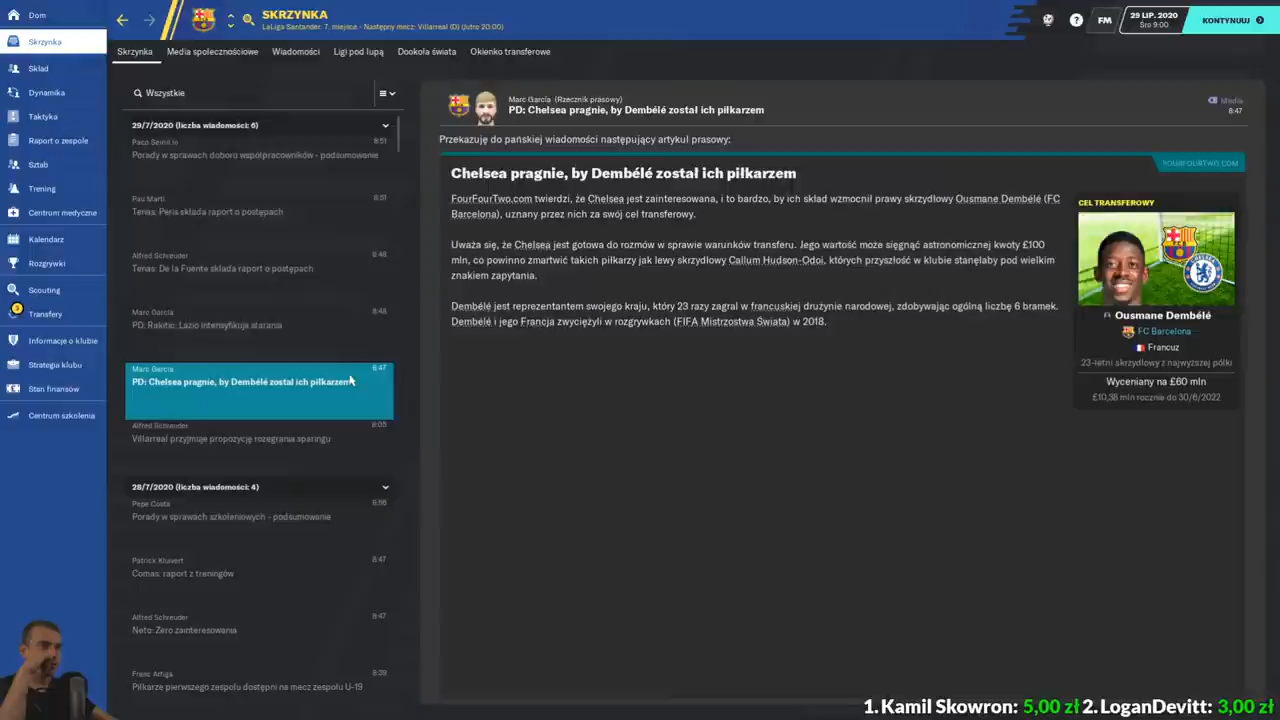 Dom
Skrzynka
Skład
Dynamika
Taktyka
Raport o zespole
Sztab
Trening
Centrum medyczne
Kalendarz
Rozgrywki
Scouting
Transfery
Informacje o klubie
Strategia klubu
Stan finansów
Centrum szkolenia
SKRZYNKA
LaLiga Santander: 7. miejsce - Następny mecz: Villarreal (D) (Jutro 20:00)
FM
29 LIP. 2020
Śro 9:00
KONTYNUUJ
Skrzynka Media społecznościowe Wiadomości Ligi pod lupą Dookoła świata Okienko transferowe
Wszystkie
29/7/2020 (liczba wiadomości: 6)
8:51
Porady w sprawach doboru współpracowników - podsumowanie
Pau Martí
8:51
Tenas: Peris składa raport o postępach
Alfred Schreuder
8:48
Tenas: De la Fuente składa raport o postępach
Marc García
8:48
PD: Rakitic: Lazio intensyfikuja starania
Marc García
8:47
PD: Chelsea pragnie, by Dembélé został ich piłkarzem
Alfred Schreuder
8:05
Villarreal przyjmuje propozycję rozegrania sparingu
28/7/2020 (liczba wiadomości: 4)
Pepe Costa
8:56
Porady w sprawach szkoleniowych - podsumowanie
Patrick Kluivert
8:47
Comas: raport z treningów
Alfred Schreuder
8:47
Neto: Zero zainteresowania
Franc Artiga
8:39
Piłkarze pierwszego zespołu dostępni na mecz zespołu U-19
Marc García (Rzecznik prasowy)
PD: Chelsea pragnie, by Dembélé został ich piłkarzem
Media
8:47
Przekazuję do pańskiej wiadomości następujący artykuł prasowy:
FOURFOURTWO.COM
Chelsea pragnie, by Dembélé został ich piłkarzem
FourFourTwo.com twierdzi, że Chelsea jest zainteresowana, i to bardzo, by ich skład wzmocnił prawy skrzydłowy Ousmane Dembélé (FC
Barcelona), uznany przez nich za swój cel transferowy.
Uważa się, że Chelsea jest gotowa do rozmów w sprawie warunków transferu. Jego wartość może sięgnąć astronomicznej kwoty £100
mln, co powinno zmartwić takich piłkarzy jak lewy skrzydłowy Callum Hudson-Odoi, których przyszłość w klubie stanęłaby pod wielkim
znakiem zapytania.
Dembélé jest reprezentantem swojego kraju, który 23 razy zagrał w francuskiej drużynie narodowej, zdobywając ogólną liczbę 6 bramek.
Dembélé i jego Francja zwyciężyli w rozgrywkach (FIFA Mistrzostwa Świata) w 2018.
CEL TRANSFEROWY
Ousmane Dembélé
FC Barcelona
Francuz
23-letni skrzydłowy z najwyższej półki
Wyceniany na £60 mln
£10,38 mln rocznie do 30/6/2022
1. Kamil Skowron: 5,00 zł 2. LoganDevitt: 3,00 zł